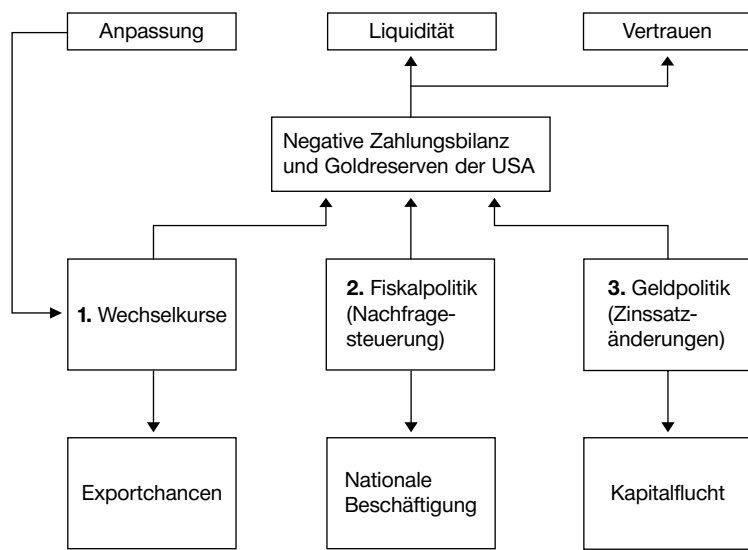 Anpassung
Liquidität
Vertrauen
Negative Zahlungsbilanz
und Goldreserven der USA
1. Wechselkurse
2. Fiskalpolitik
(Nachfrage-
steuerung)
3. Geldpolitik
(Zinssatz-
änderungen)
Exportchancen
Nationale
Beschäftigung
Kapitalflucht